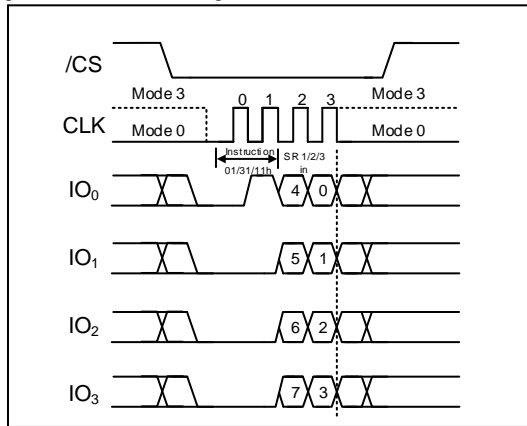 /CS
Mode 3 0 1 2 3 Mode 3
CLK Mode 0 Mode 0
Instruction SR 1/2/3
01/31/11h in
IO0 4 0
IO1 5 1
IO2 6 2
IO3 7 3